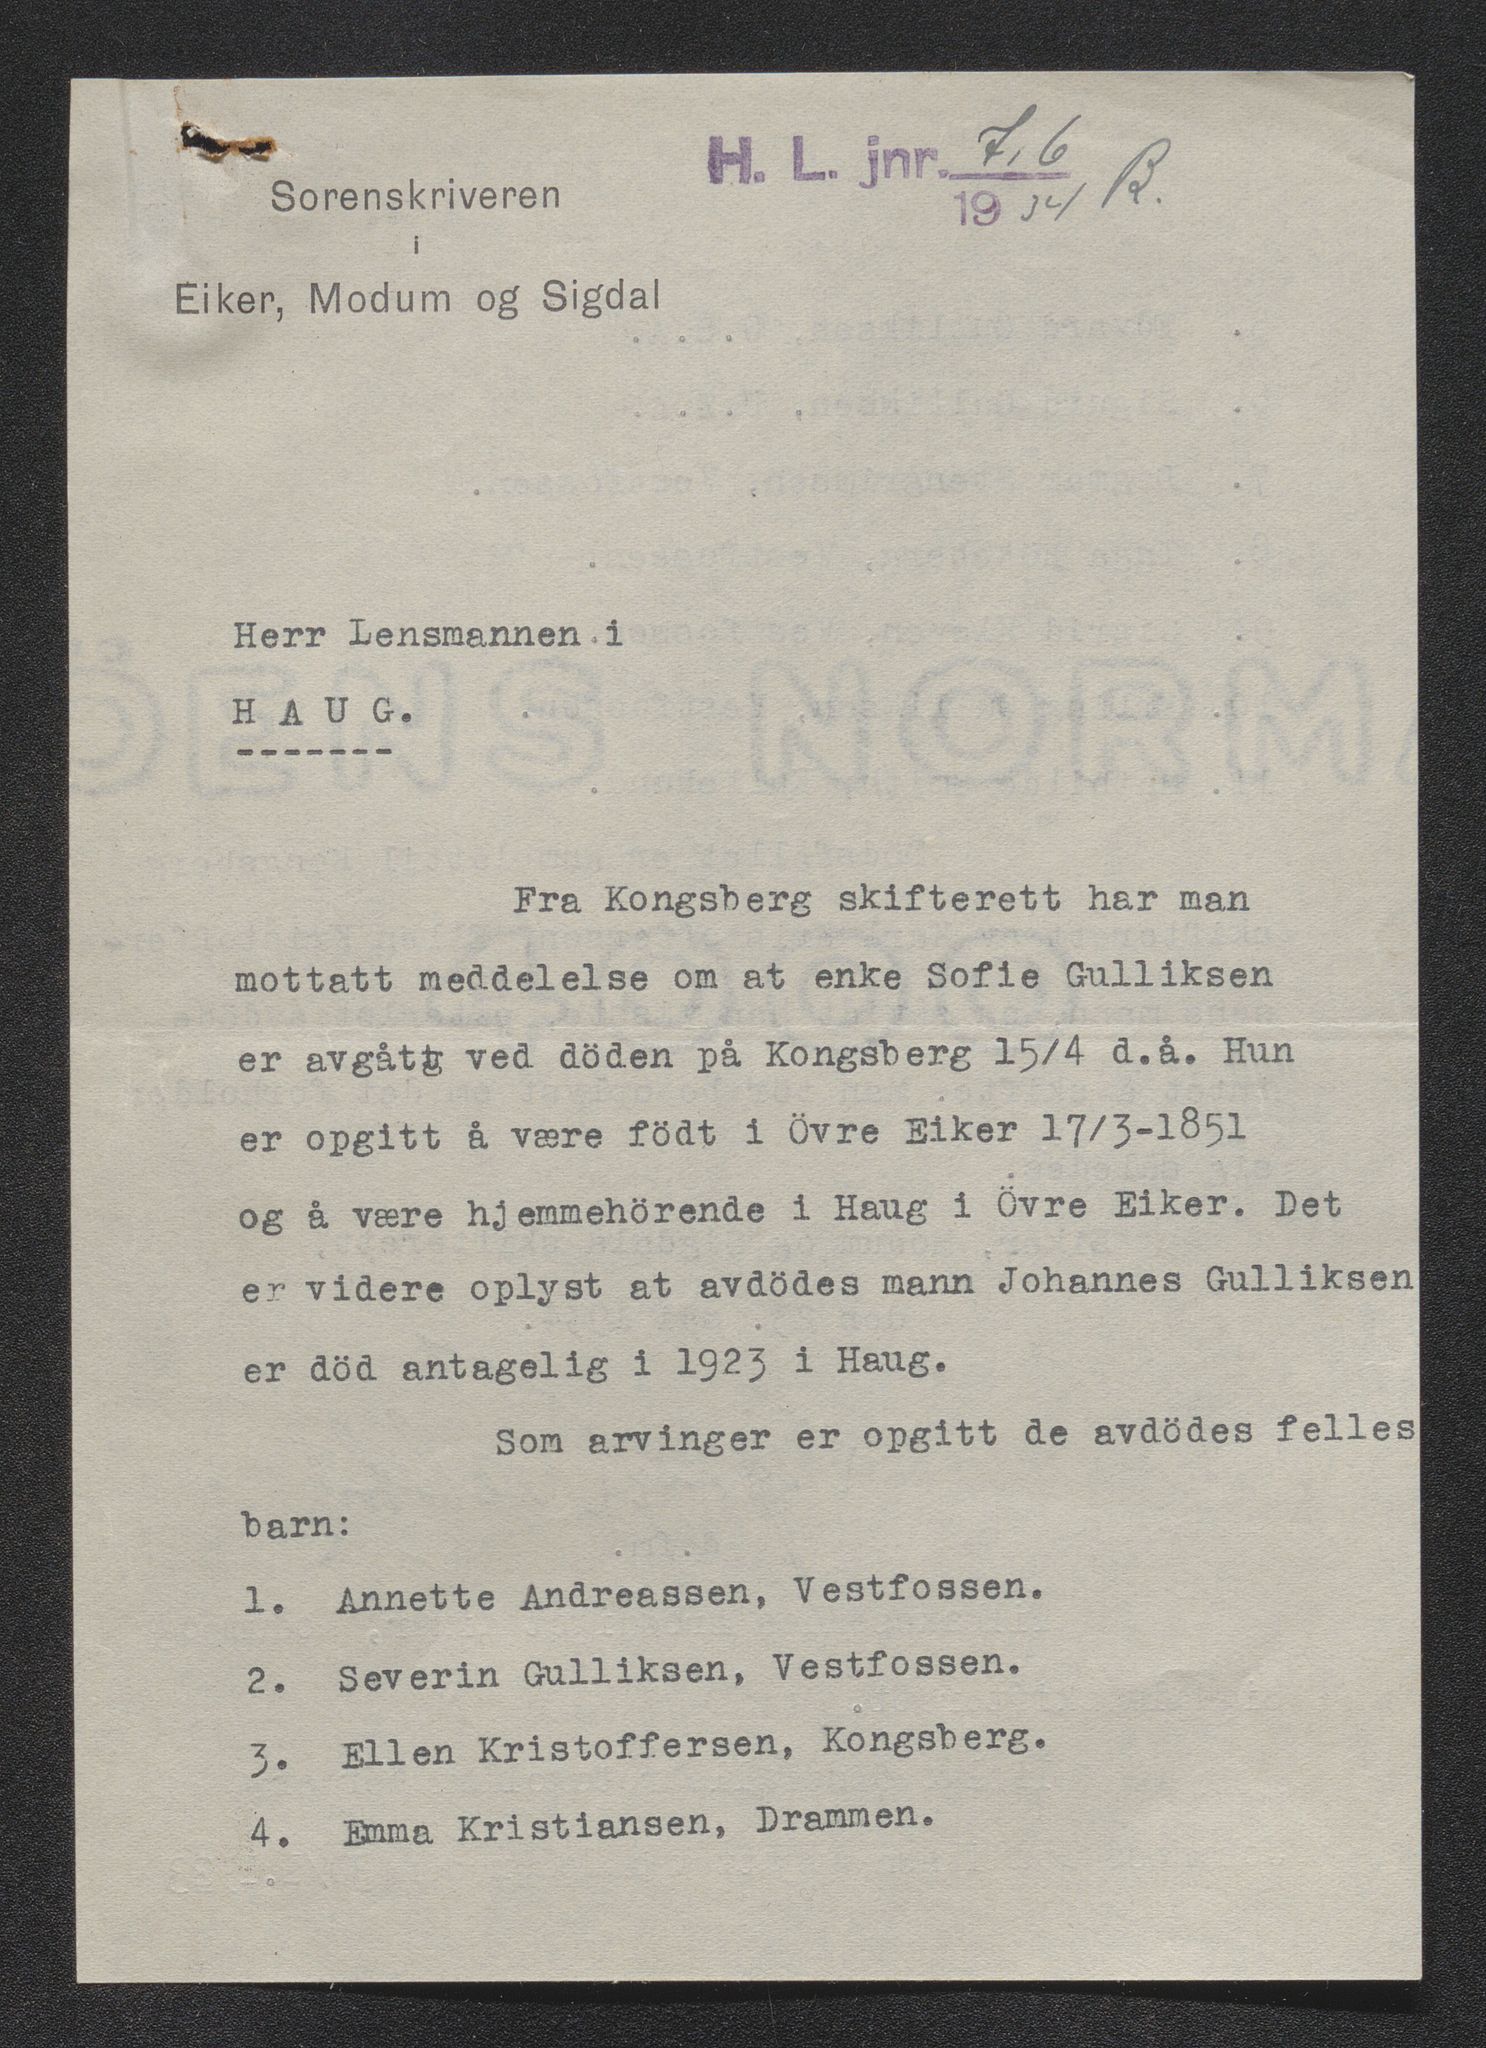 H. L. jnr. 7.6
19 34 B.
Sorenskriveren
i
Eiker, Modum og Sigdal
Herr Lensmannen i
H A U G.
-------
Fra Kongsberg skifterett har man
mottatt meddelelse om at enke Sofie Gulliksen
er avgått ved döden på Kongsberg 15/4 d.å. Hun
er opgitt å være födt i Övre Eiker 17/3-1851
og å være hjemmehörende i Haug i Övre Eiker. Det
er videre oplyst at avdödes mann Johannes Gulliksen
er död antagelig i 1923 i Haug.
Som arvinger er opgitt de avdödes felles
barn:
1. Annette Andreassen, Vestfossen.
2. Severin Gulliksen, Vestfossen.
3. Ellen Kristoffersen, Kongsberg.
4. Emma Kristiansen, Drammen.